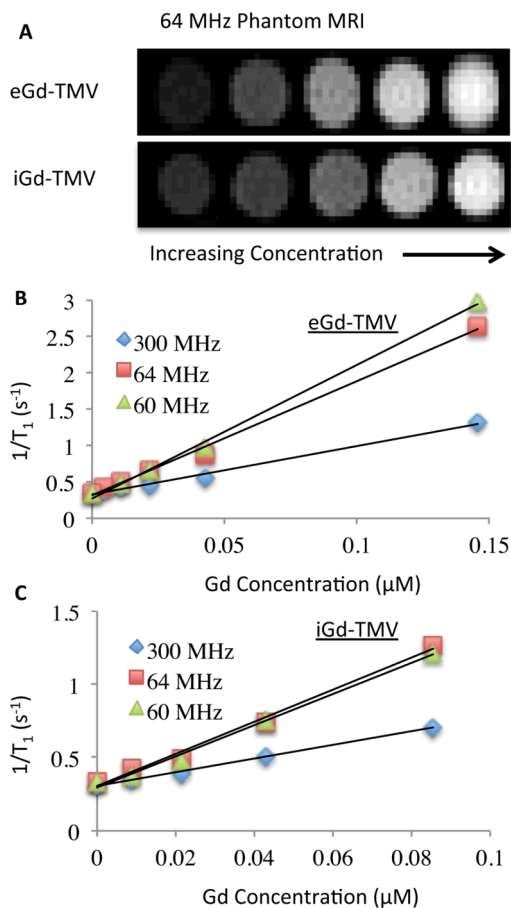 A
64 MHz Phantom MRI
eGd-TMV
iGd-TMV
Increasing Concentration
B
3
2.5
2
1.5
1
0.5
0
1/T1 (s-1)
eGd-TMV
300 MHz
64 MHz
60 MHz
0
0.05
0.1
0.15
Gd Concentration (μM)
C
1.5
1
0.5
0
1/T1 (s-1)
iGd-TMV
300 MHz
64 MHz
60 MHz
0
0.02
0.04
0.06
0.08
0.1
Gd Concentration (μM)